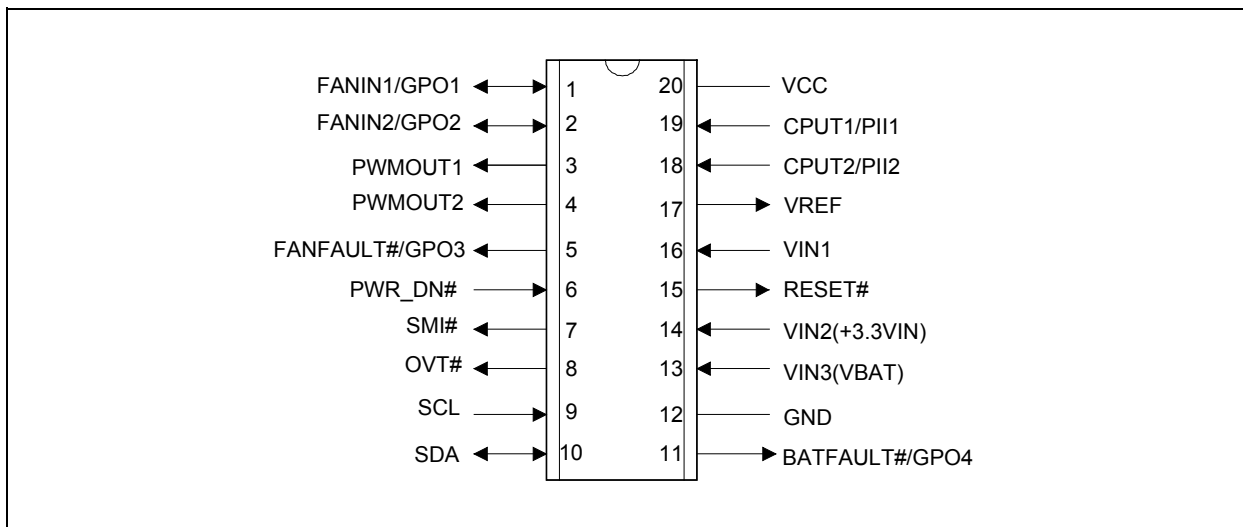 FANIN1/GPO1 1 20 VCC
FANIN2/GPO2 2 19 CPUT1/PII1
PWMOUT1 3 18 CPUT2/PII2
PWMOUT2 4 17 VREF
FANFAULT#/GPO3 5 16 VIN1
PWR_DN# 6 15 RESET#
SMI# 7 14 VIN2(+3.3VIN)
OVT# 8 13 VIN3(VBAT)
SCL 9 12 GND
SDA 10 11 BATFAULT#/GPO4